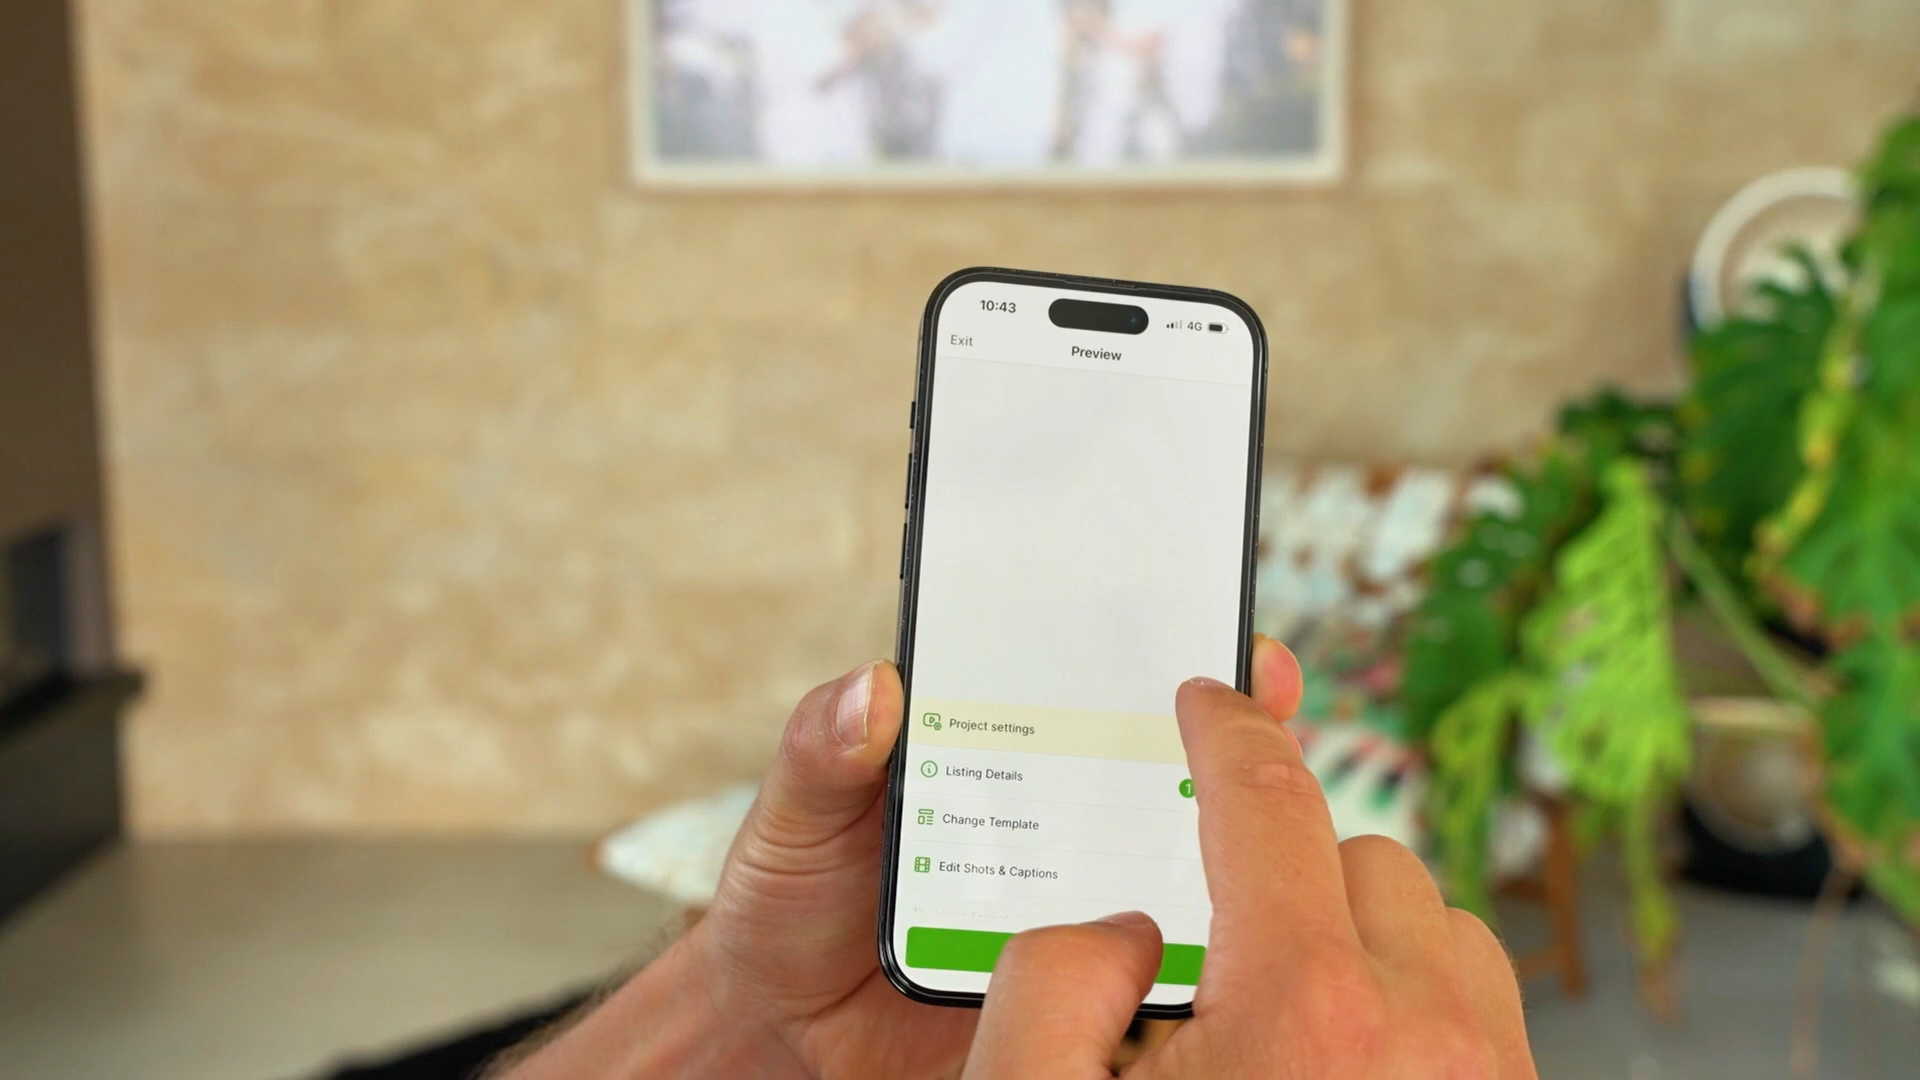 10:43
4G
Exit
Preview
Project settings
Listing Details
1
Change Template
Edit Shots & Captions